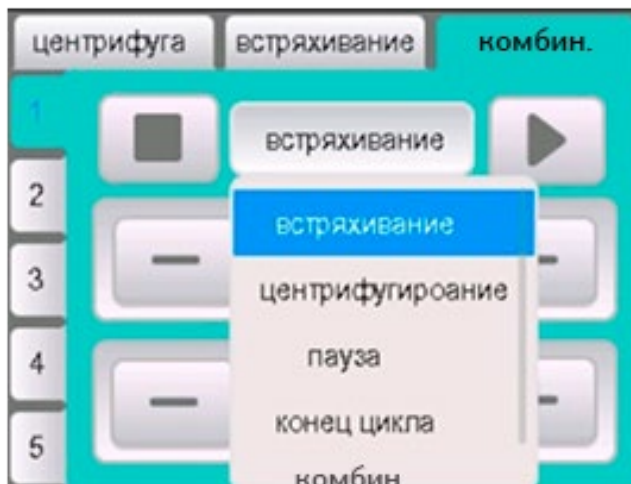 центрифуга встряхивание комбин.
1
встряхивание
2
встряхивание
3
центрифугироание
4
пауза
конец цикла
5
комбин